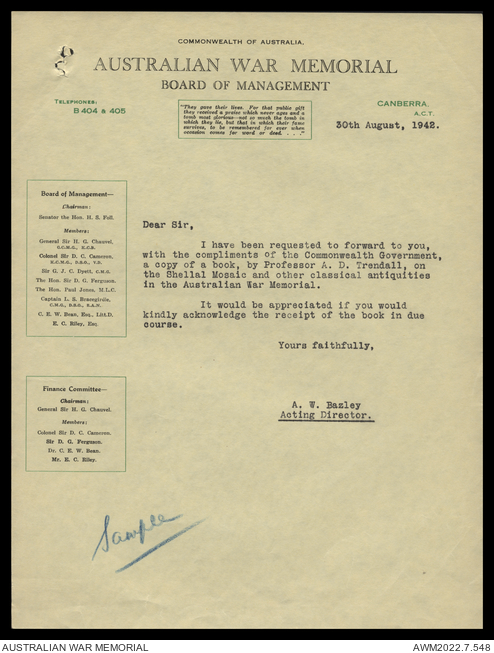 COMMONWEALTH OF AUSTRALIA.
AUSTRALIAN WAR MEMORIAL
BOARD OF MANAGEMENT
TELEPHONES:
B 404 & 405
"They gave their lives. For that public gift
they received a praise which never ages and a
tomb most glorious—not so much the tomb in
which they lie, but that in which their fame
survives, to be remembered for ever when
occasion comes for word or deed. . . ."
CANBERRA,
A.C.T.
30th August, 1942.
Board of Management—
Chairman:
Senator the Hon. H. S. Foll.
Members:
General Sir H. G. Chauvel,
G.C.M.G., K.C.B.
Colonel Sir D. C. Cameron,
K.C.M.G., D.S.O., V.D.
Sir G. J. C. Dyett, C.M.G.
The Hon. Sir D. G. Ferguson.
The Hon. Paul Jones, M.L.C.
Captain L. S. Bracegirdle,
C.M.G., D.S.O., R.A.N.
C. E. W. Bean, Esq., Litt.D.
E. C. Riley, Esq.
Dear Sir,
I have been requested to forward to you,
with the compliments of the Commonwealth Government,
a copy of a book, by Professor A. D. Trendall, on
the Shellal Mosaic and other classical antiquities
in the Australian War Memorial.
It would be appreciated if you would
kindly acknowledge the receipt of the book in due
course.
Yours faithfully,
A. W. Bazley
Acting Director.
Finance Committee—
Chairman:
General Sir H. G. Chauvel.
Members:
Colonel Sir D. C. Cameron.
Sir D. G. Ferguson.
Dr. C. E. W. Bean.
Mr. E. C. Riley.
Sample
AUSTRALIAN WAR MEMORIAL
AWM2022.7.548